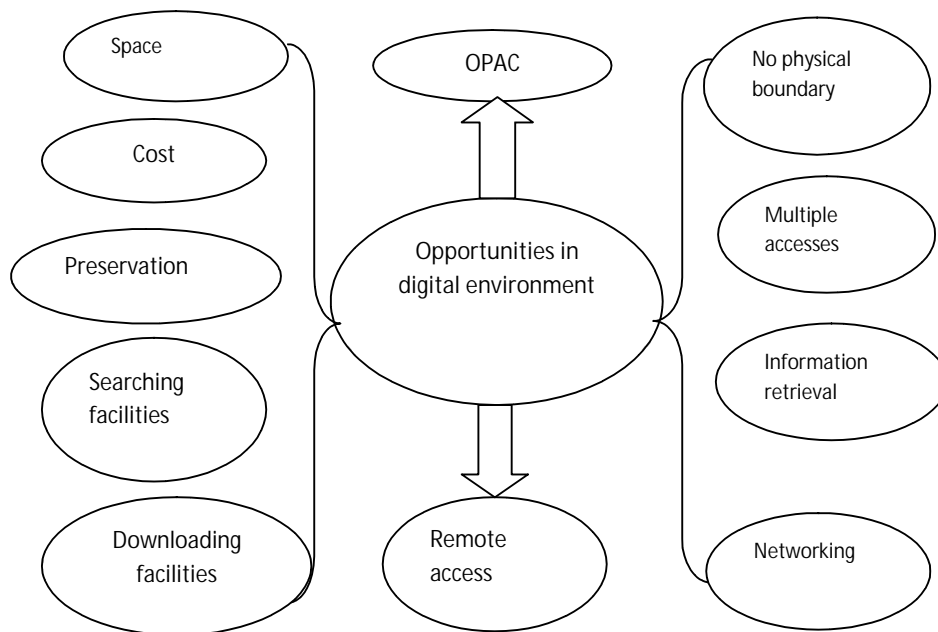 Space
Cost
Preservation
Searching
facilities
Downloading
facilities
OPAC
Opportunities in
digital environment
Remote
access
No physical
boundary
Multiple
accesses
Information
retrieval
Networking